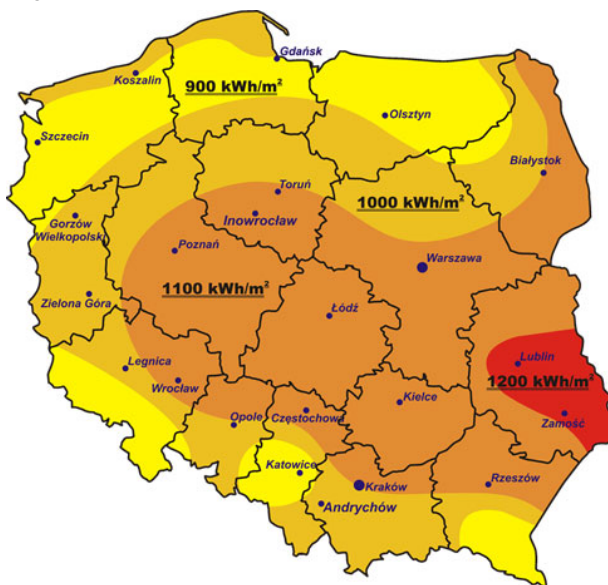 Gdańsk
Koszalin
900 kWh/m²
Olsztyn
Szczecin
Białystok
Toruń
1000 kWh/m²
Inowrocław
Gorzów
Wielkopolski
Poznań
Warszawa
1100 kWh/m²
Zielona Góra
Łódź
Lublin
Legnica
1200 kWh/m²
Wrocław
Kielce
Opole
Częstochowa
Zamość
Katowice
Kraków
Rzeszów
Andrychów